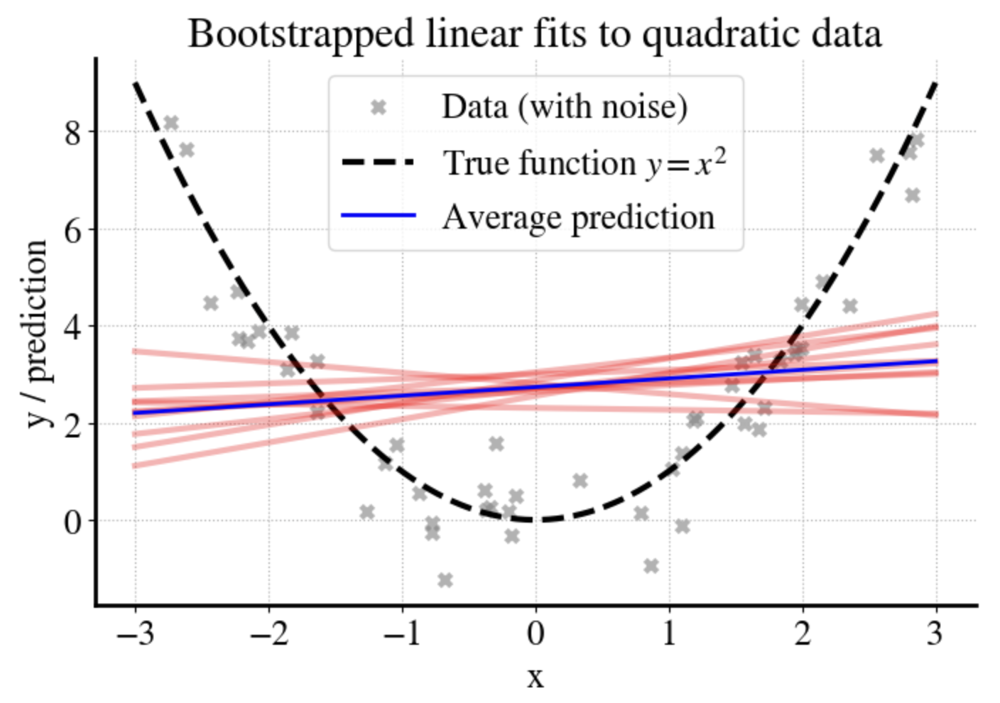 Bootstrapped linear fits to quadratic data
Data (with noise)
True function y = x²
Average prediction
y / prediction
8
6
4
2
0
−3 −2 −1 0 1 2 3
x